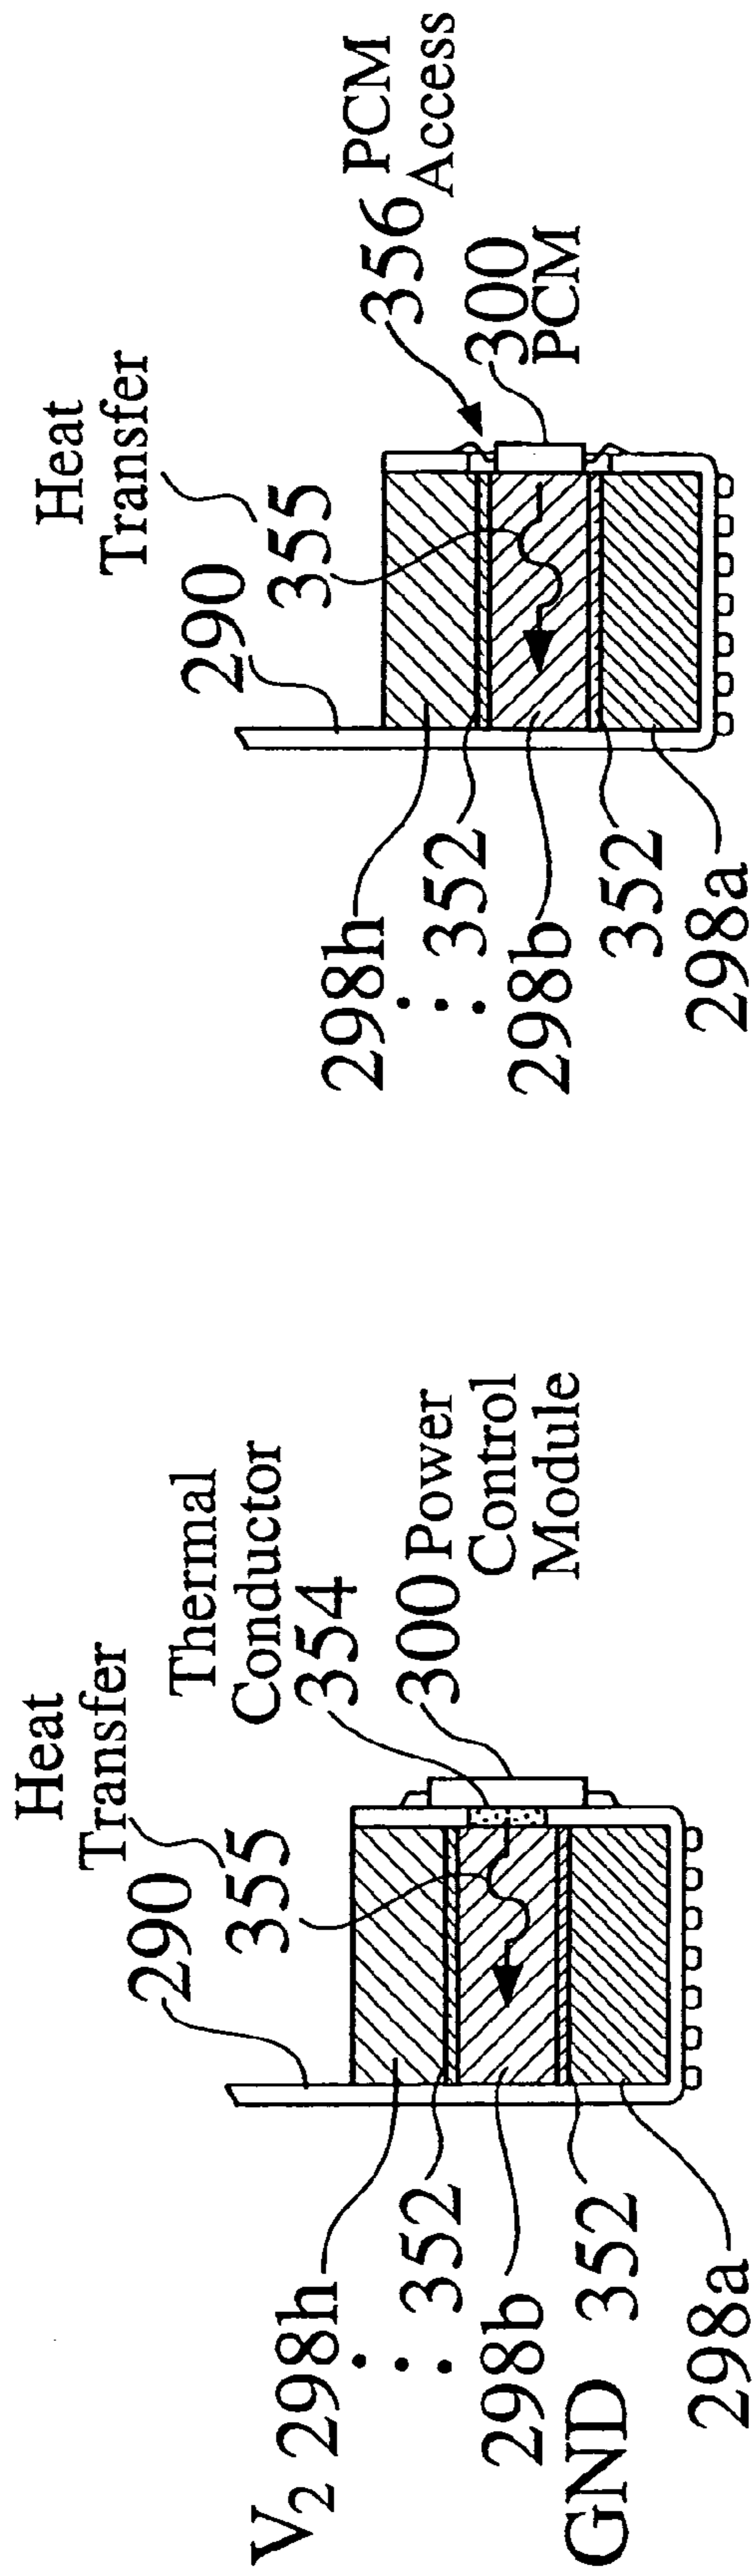 Heat
Transfer
290
355
Thermal
Conductor
354
300 Power
Control
Module
V2 298h
352
298b
GND
352
298a
Heat
Transfer
290
355
356 PCM
Access
300
PCM
298h
352
298b
352
298a